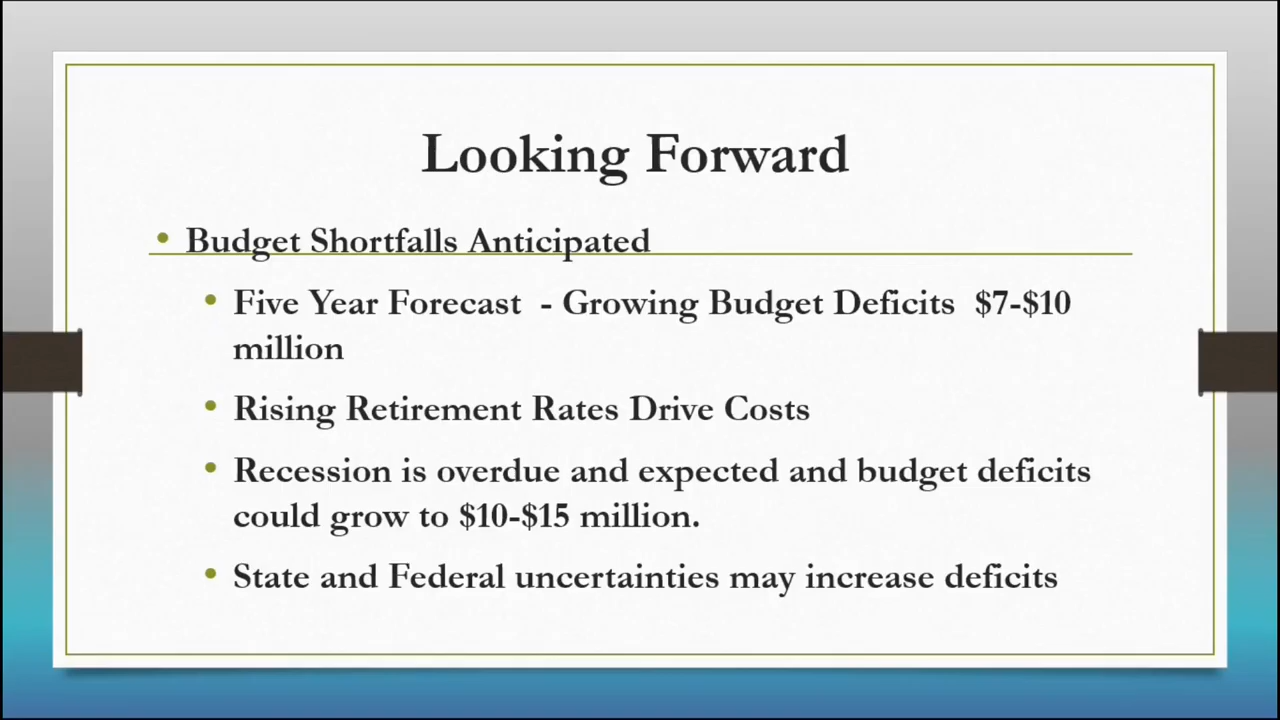 Looking Forward
• Budget Shortfalls Anticipated
• Five Year Forecast - Growing Budget Deficits $7-$10
million
• Rising Retirement Rates Drive Costs
• Recession is overdue and expected and budget deficits
could grow to $10-$15 million.
• State and Federal uncertainties may increase deficits